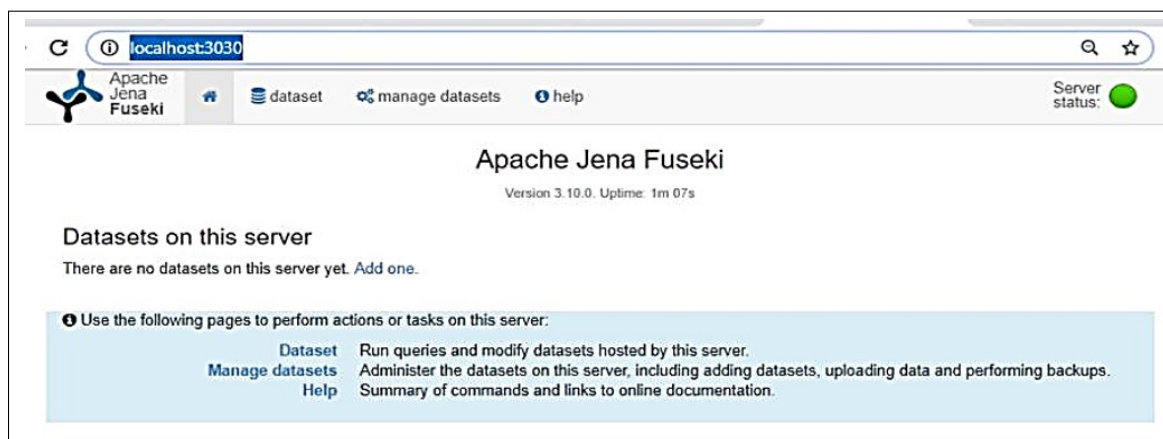 localhost:3030
Apache
Jena
Fuseki
dataset
manage datasets
help
Server
status:
Apache Jena Fuseki
Version 3.10.0. Uptime: 1m 07s
Datasets on this server
There are no datasets on this server yet. Add one.
Use the following pages to perform actions or tasks on this server:
Dataset Run queries and modify datasets hosted by this server.
Manage datasets Administer the datasets on this server, including adding datasets, uploading data and performing backups.
Help Summary of commands and links to online documentation.